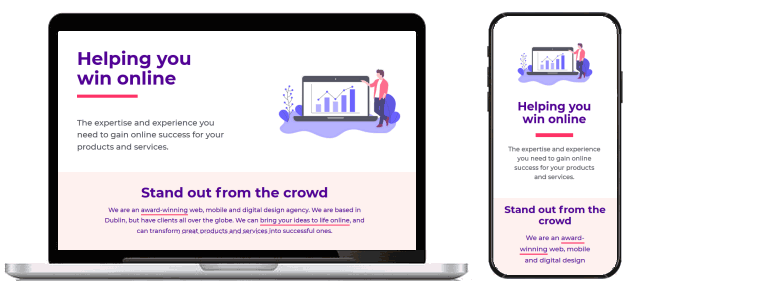 Helping you
win online
The expertise and experience you
need to gain online success for your
products and services.
Stand out from the crowd
We are an award-winning web, mobile and digital design agency. We are based in
Dublin, but have clients all over the globe. We can bring your ideas to life online, and
can transform great products and services into successful ones.
Helping you
win online
The expertise and experience
you need to gain online
success for your products
and services.
Stand out from the
crowd
We are an award-
winning web, mobile
and digital design